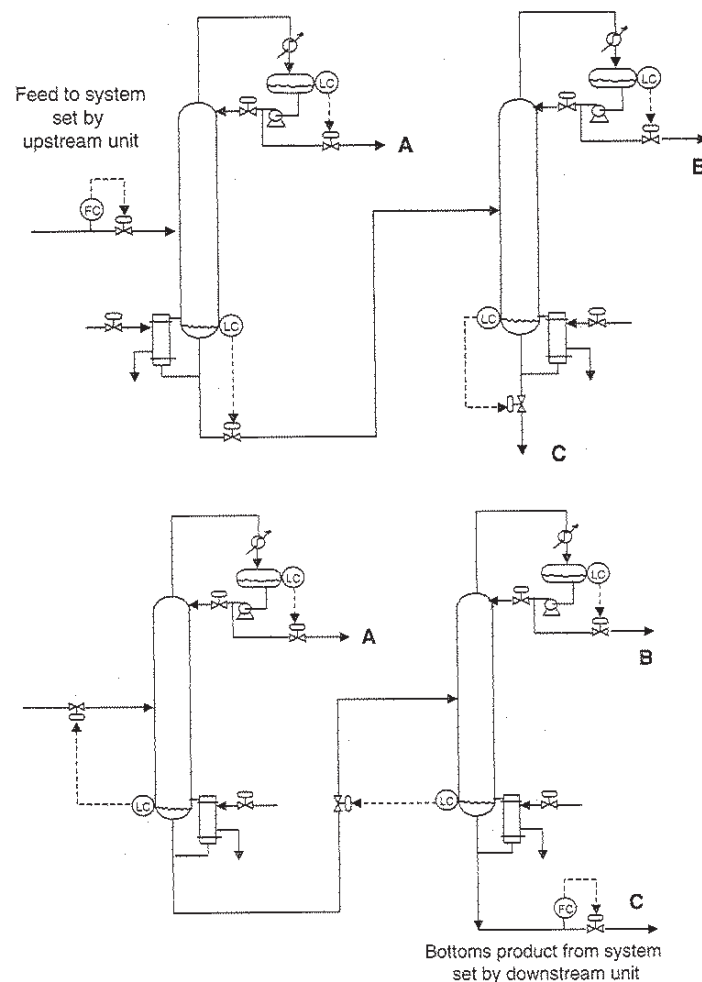 LC
LC
Feed to system
set by
upstream unit
A
B
FC
LC
LC
C
LC
LC
A
B
LC
LC
C
FC
Bottoms product from system
set by downstream unit